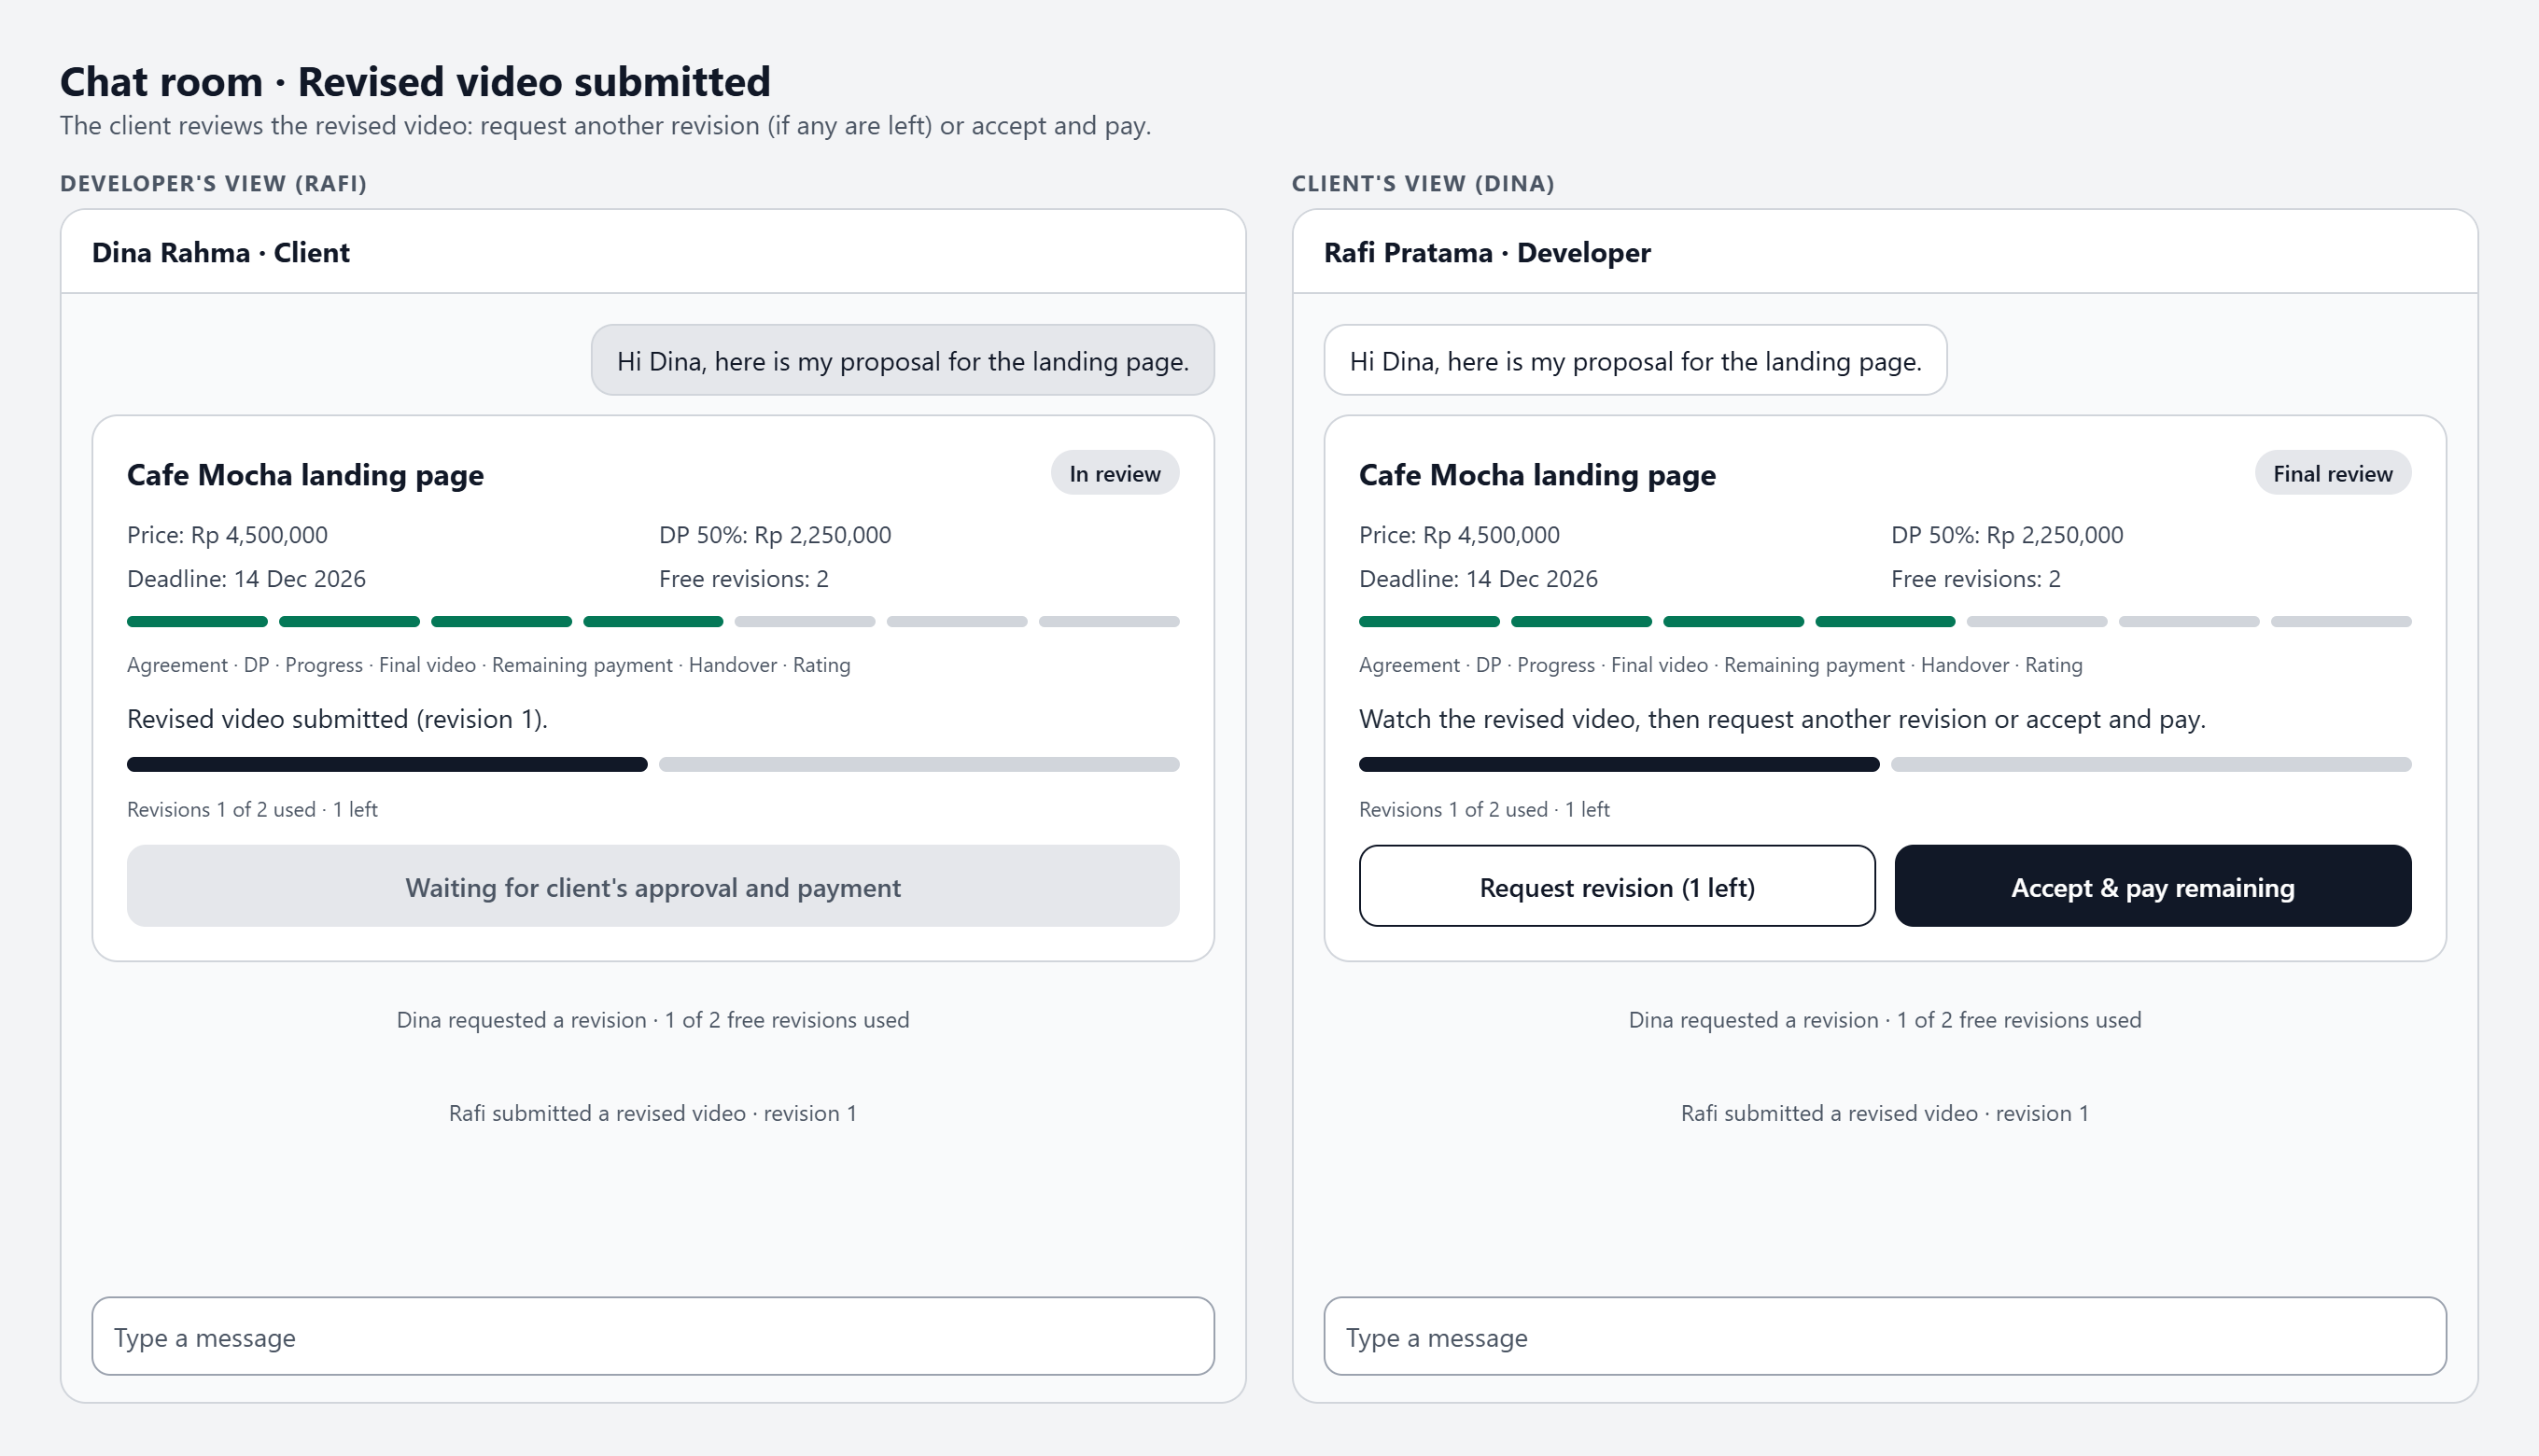 Chat room · Revised video submitted
The client reviews the revised video: request another revision (if any are left) or accept and pay.
DEVELOPER'S VIEW (RAFI)
Dina Rahma · Client
Hi Dina, here is my proposal for the landing page.
Cafe Mocha landing page
In review
Price: Rp 4,500,000
DP 50%: Rp 2,250,000
Deadline: 14 Dec 2026
Free revisions: 2
Agreement · DP · Progress · Final video · Remaining payment · Handover · Rating
Revised video submitted (revision 1).
Revisions 1 of 2 used · 1 left
Waiting for client's approval and payment
Dina requested a revision · 1 of 2 free revisions used
Rafi submitted a revised video · revision 1
Type a message
CLIENT'S VIEW (DINA)
Rafi Pratama · Developer
Hi Dina, here is my proposal for the landing page.
Cafe Mocha landing page
Final review
Price: Rp 4,500,000
DP 50%: Rp 2,250,000
Deadline: 14 Dec 2026
Free revisions: 2
Agreement · DP · Progress · Final video · Remaining payment · Handover · Rating
Watch the revised video, then request another revision or accept and pay.
Revisions 1 of 2 used · 1 left
Request revision (1 left)
Accept & pay remaining
Dina requested a revision · 1 of 2 free revisions used
Rafi submitted a revised video · revision 1
Type a message